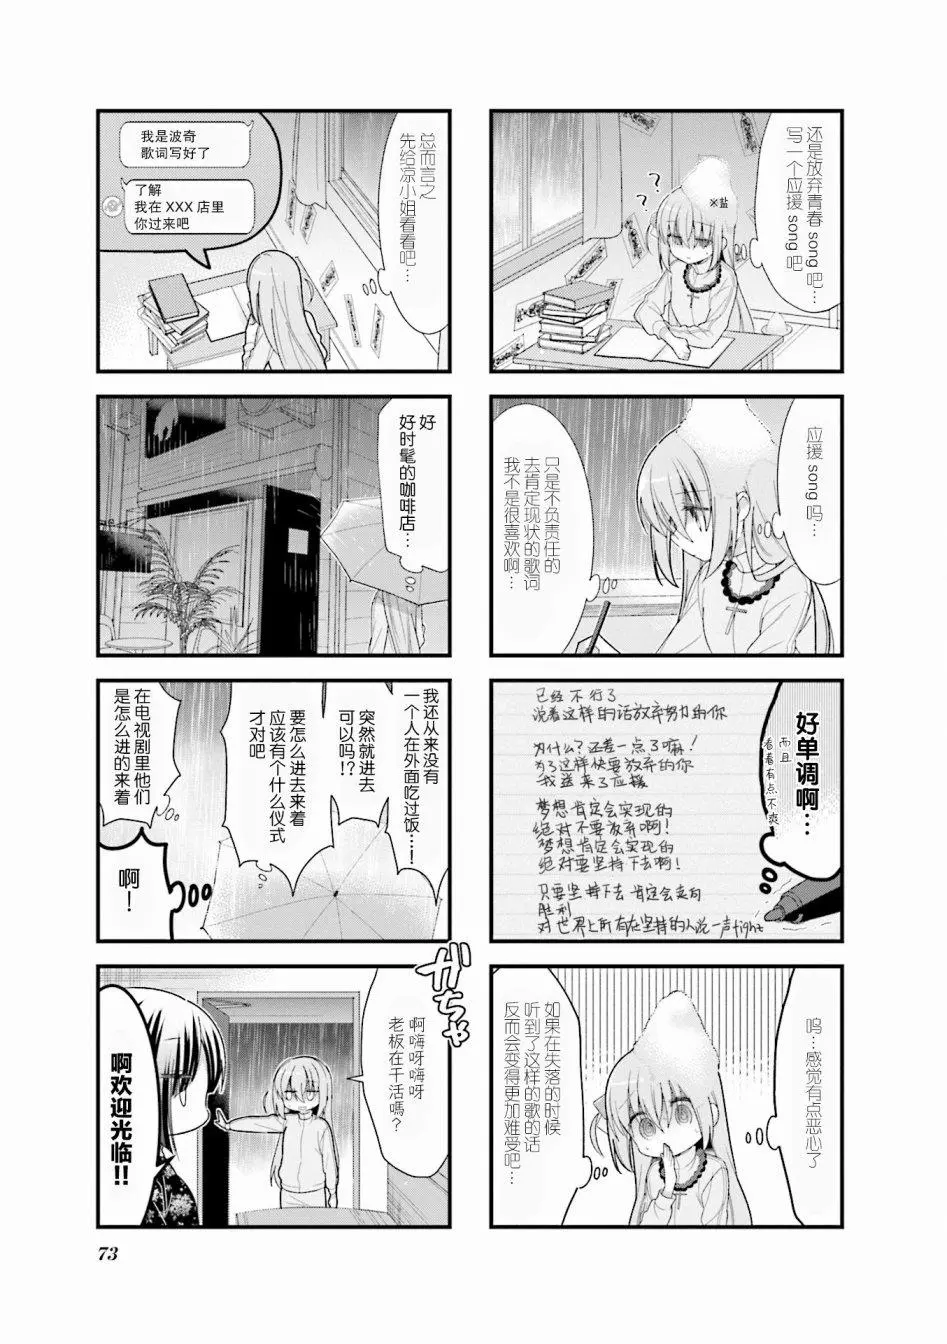 还是放弃青春 song 吧…
写一个应援 song 吧
※盐
？
？
应援 song 吗…
只是不负责任的
去肯定现状的歌词
我不是很喜欢啊…
好单调啊…
而且
看着有点不爽
已经不行了
说着这样的话放弃努力的你
为什么？还差一点了嘛！
为了这样快要放弃的你
我送来了应援
梦想肯定会实现的
绝对不要放弃啊！
梦想肯定会实现的
绝对要坚持下去啊！
只要坚持下去肯定会走向
胜利
对世界上所有在坚持的人说一声fight
呜…感觉有点恶心了
如果在失落的时候
听到了这样的歌的话
反而会变得更加难受吧…
总而言之
先给凉小姐看看吧…
我是波奇
歌词写好了
了解
我在 XXX 店里
你过来吧
好
好时髦的咖啡店…
我还从来没有
一个人在外面吃过饭…！
突然就进去
可以吗!?
要怎么进去来着
应该有个什么仪式
才对吧
在电视剧里他们
是怎么进的来着
啊！
ガちゃ
啊嗨呀嗨呀
老板在干活嗎？
啊欢迎光临!!
73